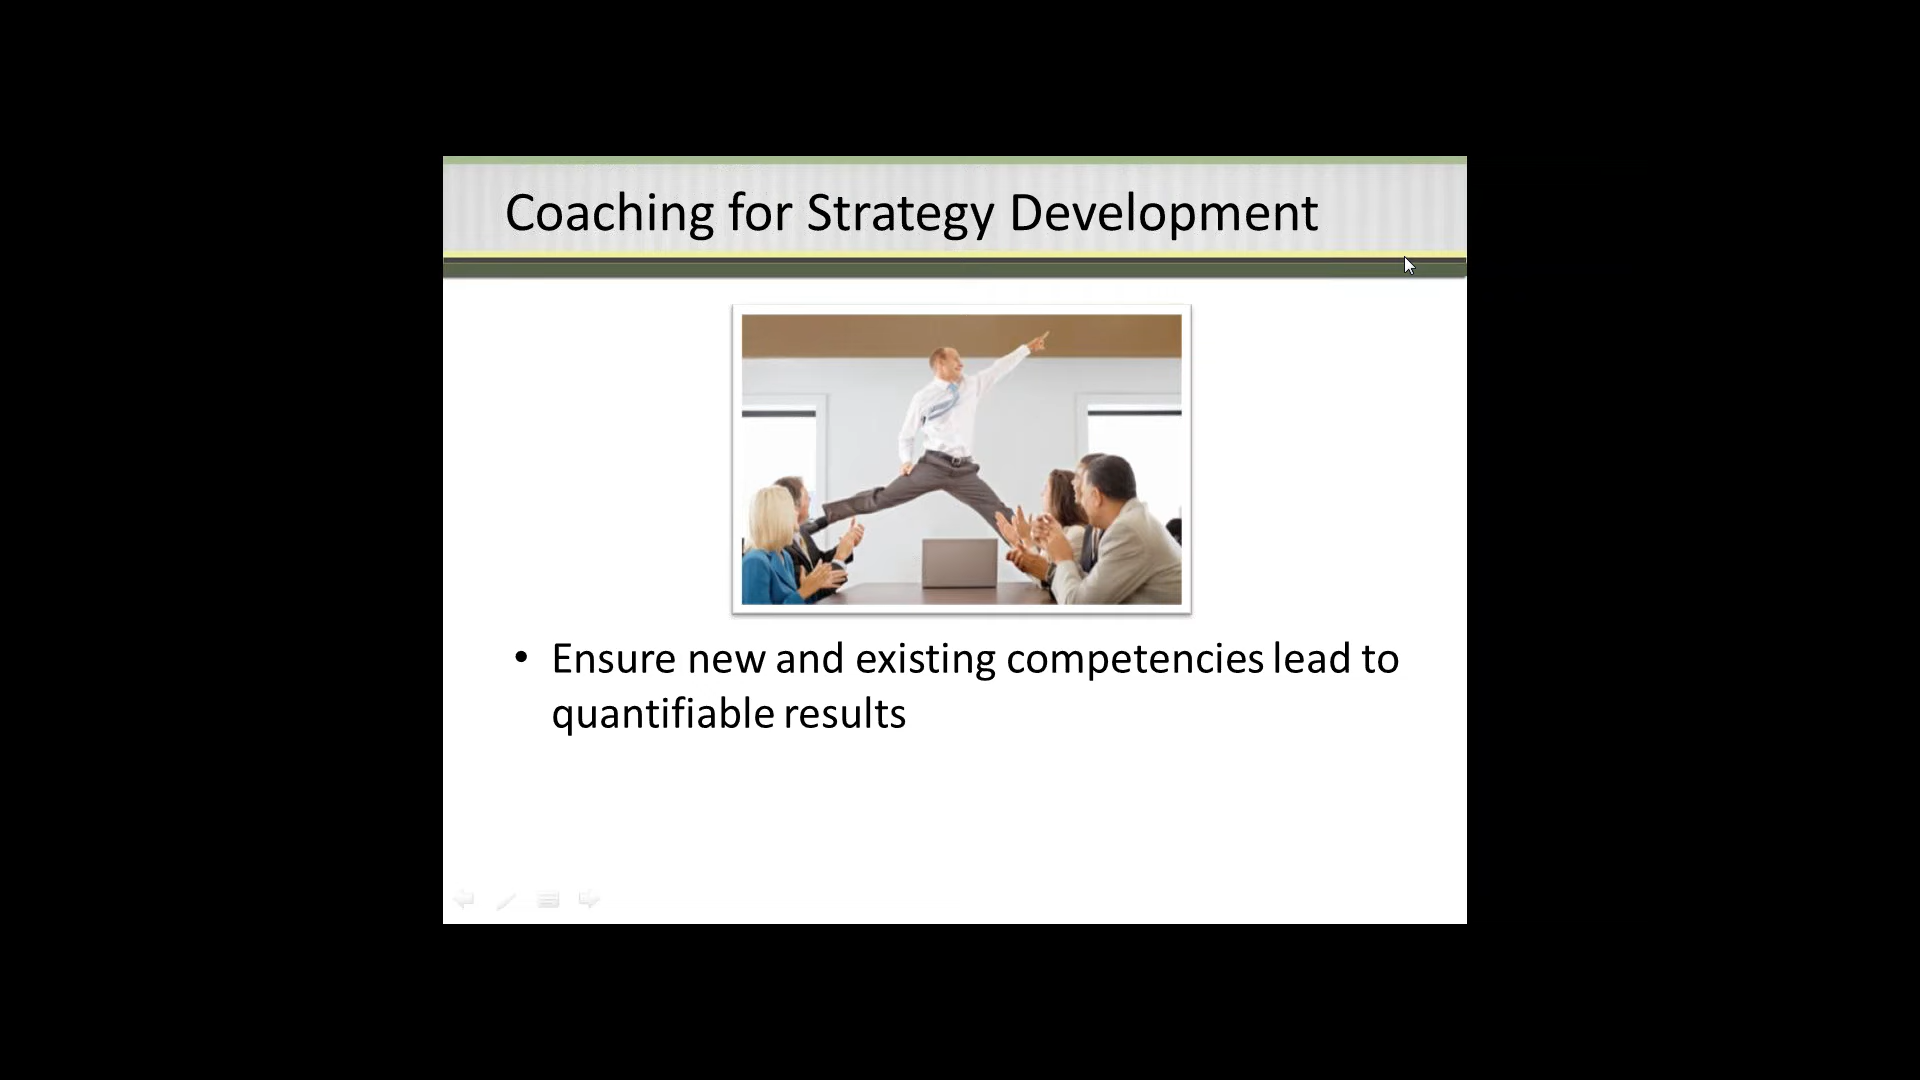 Coaching for Strategy Development
• Ensure new and existing competencies lead to
quantifiable results